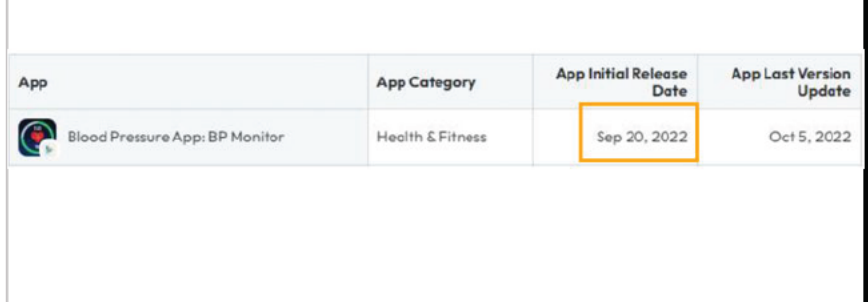 App
App Category
App Initial Release
Date
App Last Version
Update
Blood Pressure App: BP Monitor
Health & Fitness
Sep 20, 2022
Oct 5, 2022